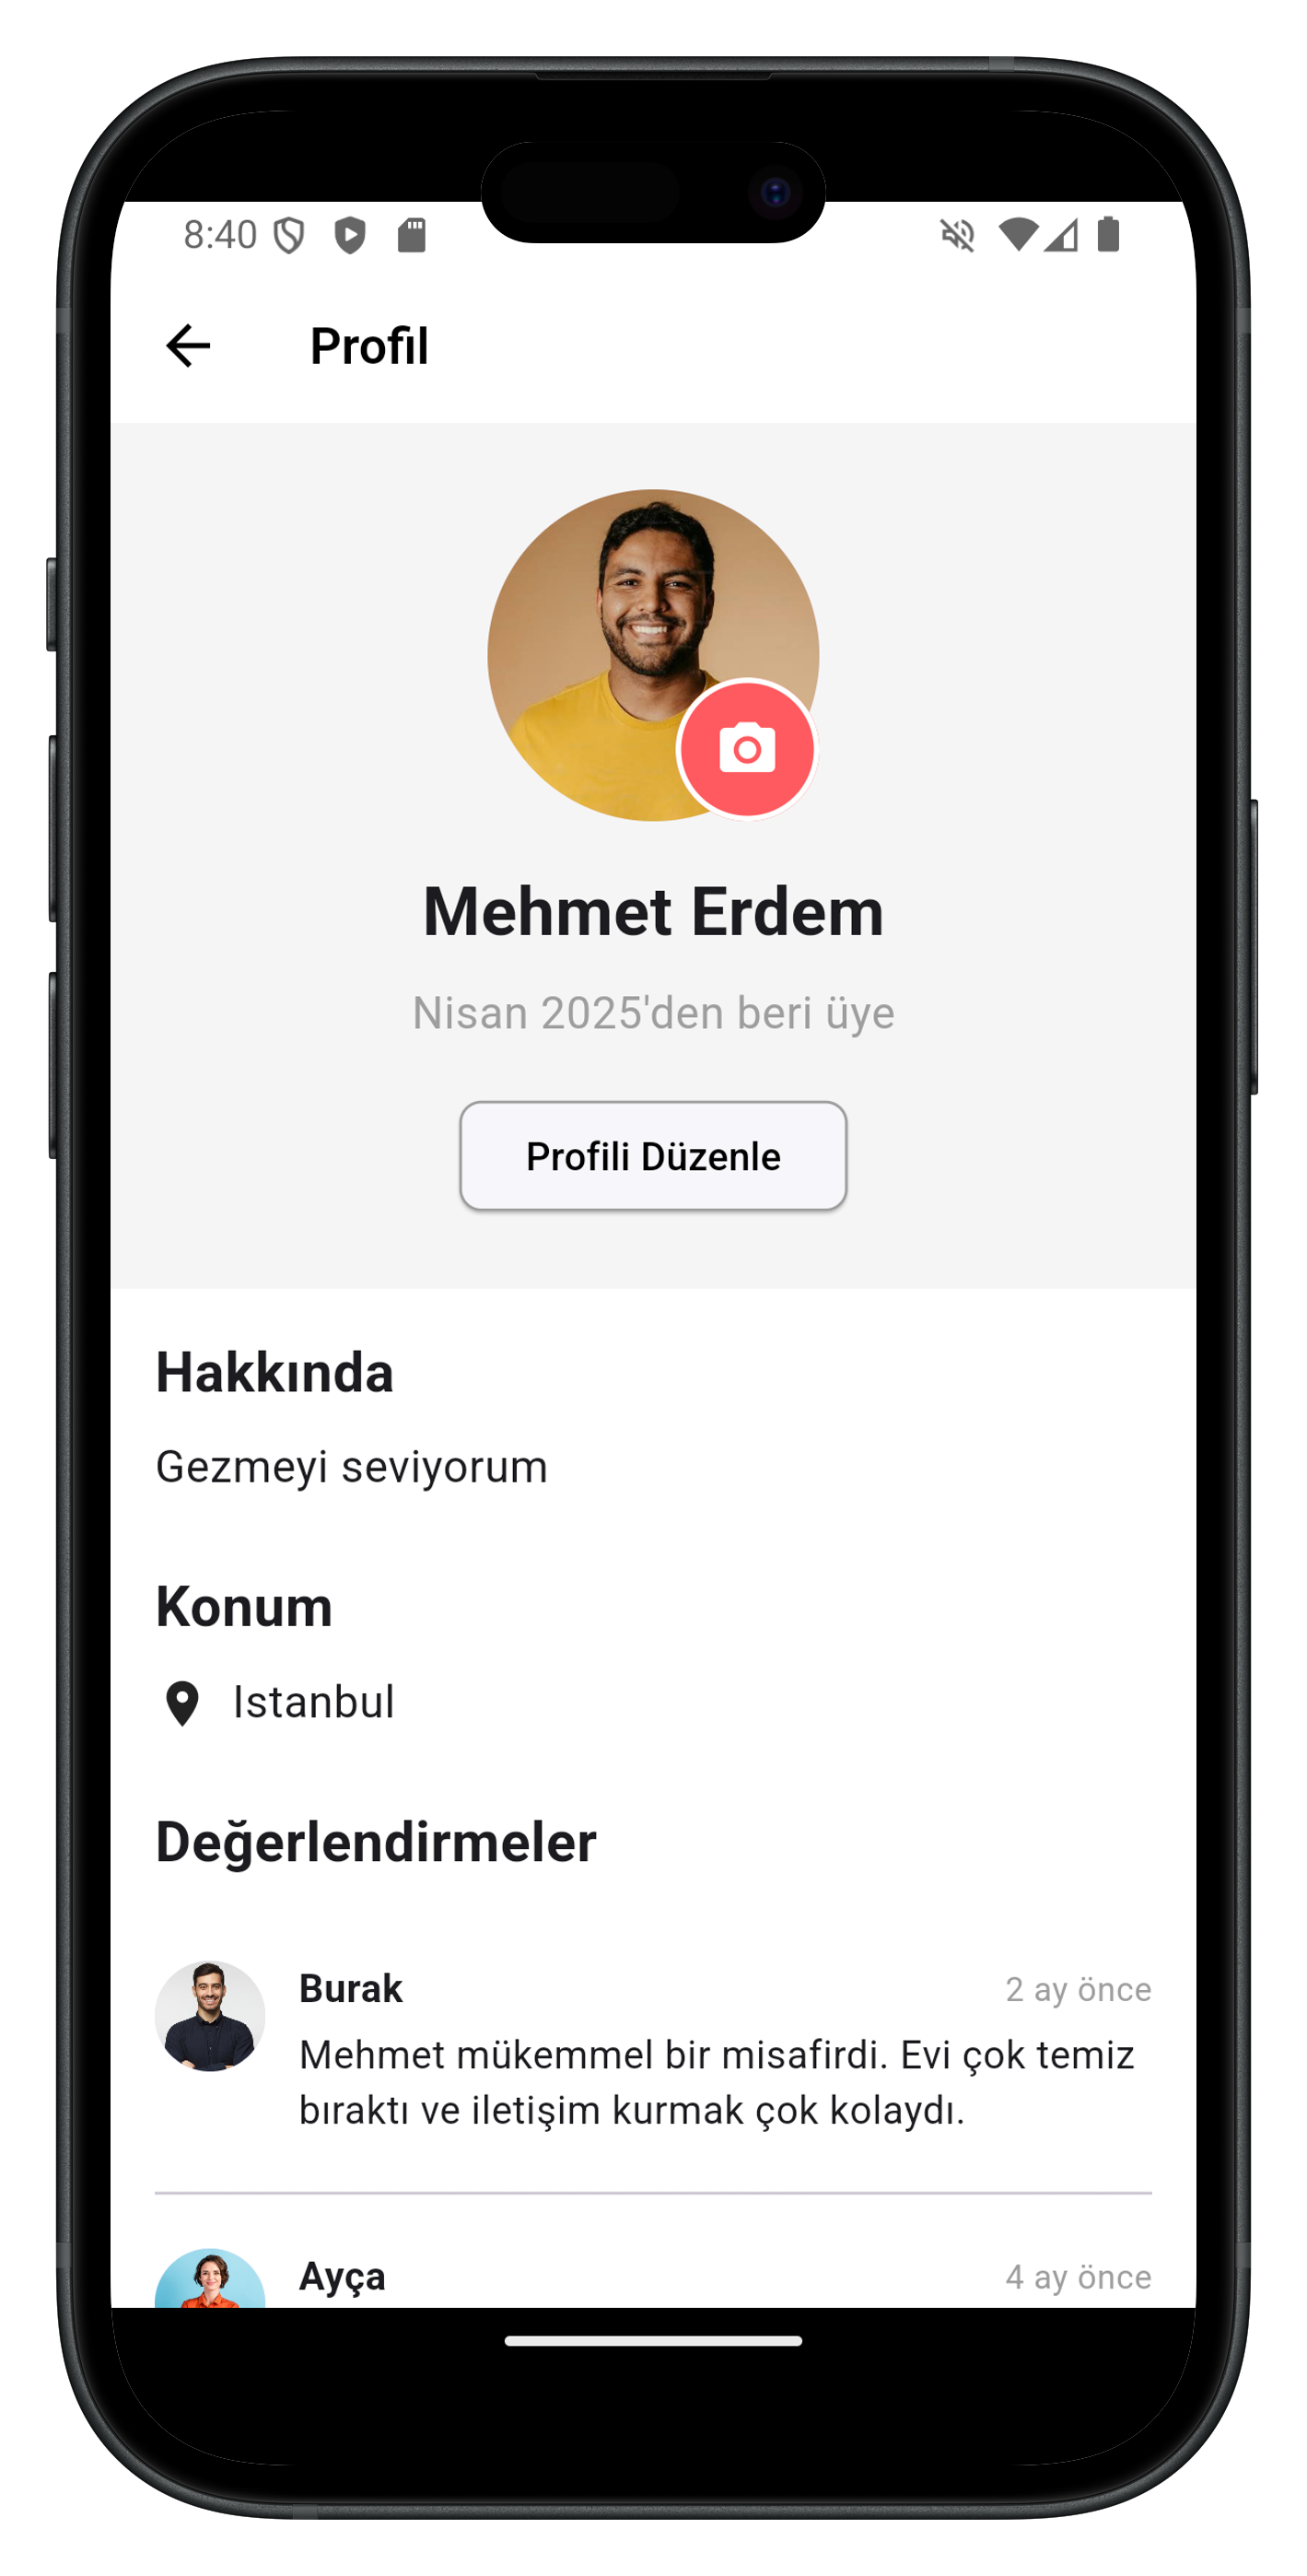 8:40
Profil
Mehmet Erdem
Nisan 2025'den beri üye
Profili Düzenle
Hakkında
Gezmeyi seviyorum
Konum
Istanbul
Değerlendirmeler
Burak 2 ay önce
Mehmet mükemmel bir misafirdi. Evi çok temiz
bıraktı ve iletişim kurmak çok kolaydı.
Ayça 4 ay önce